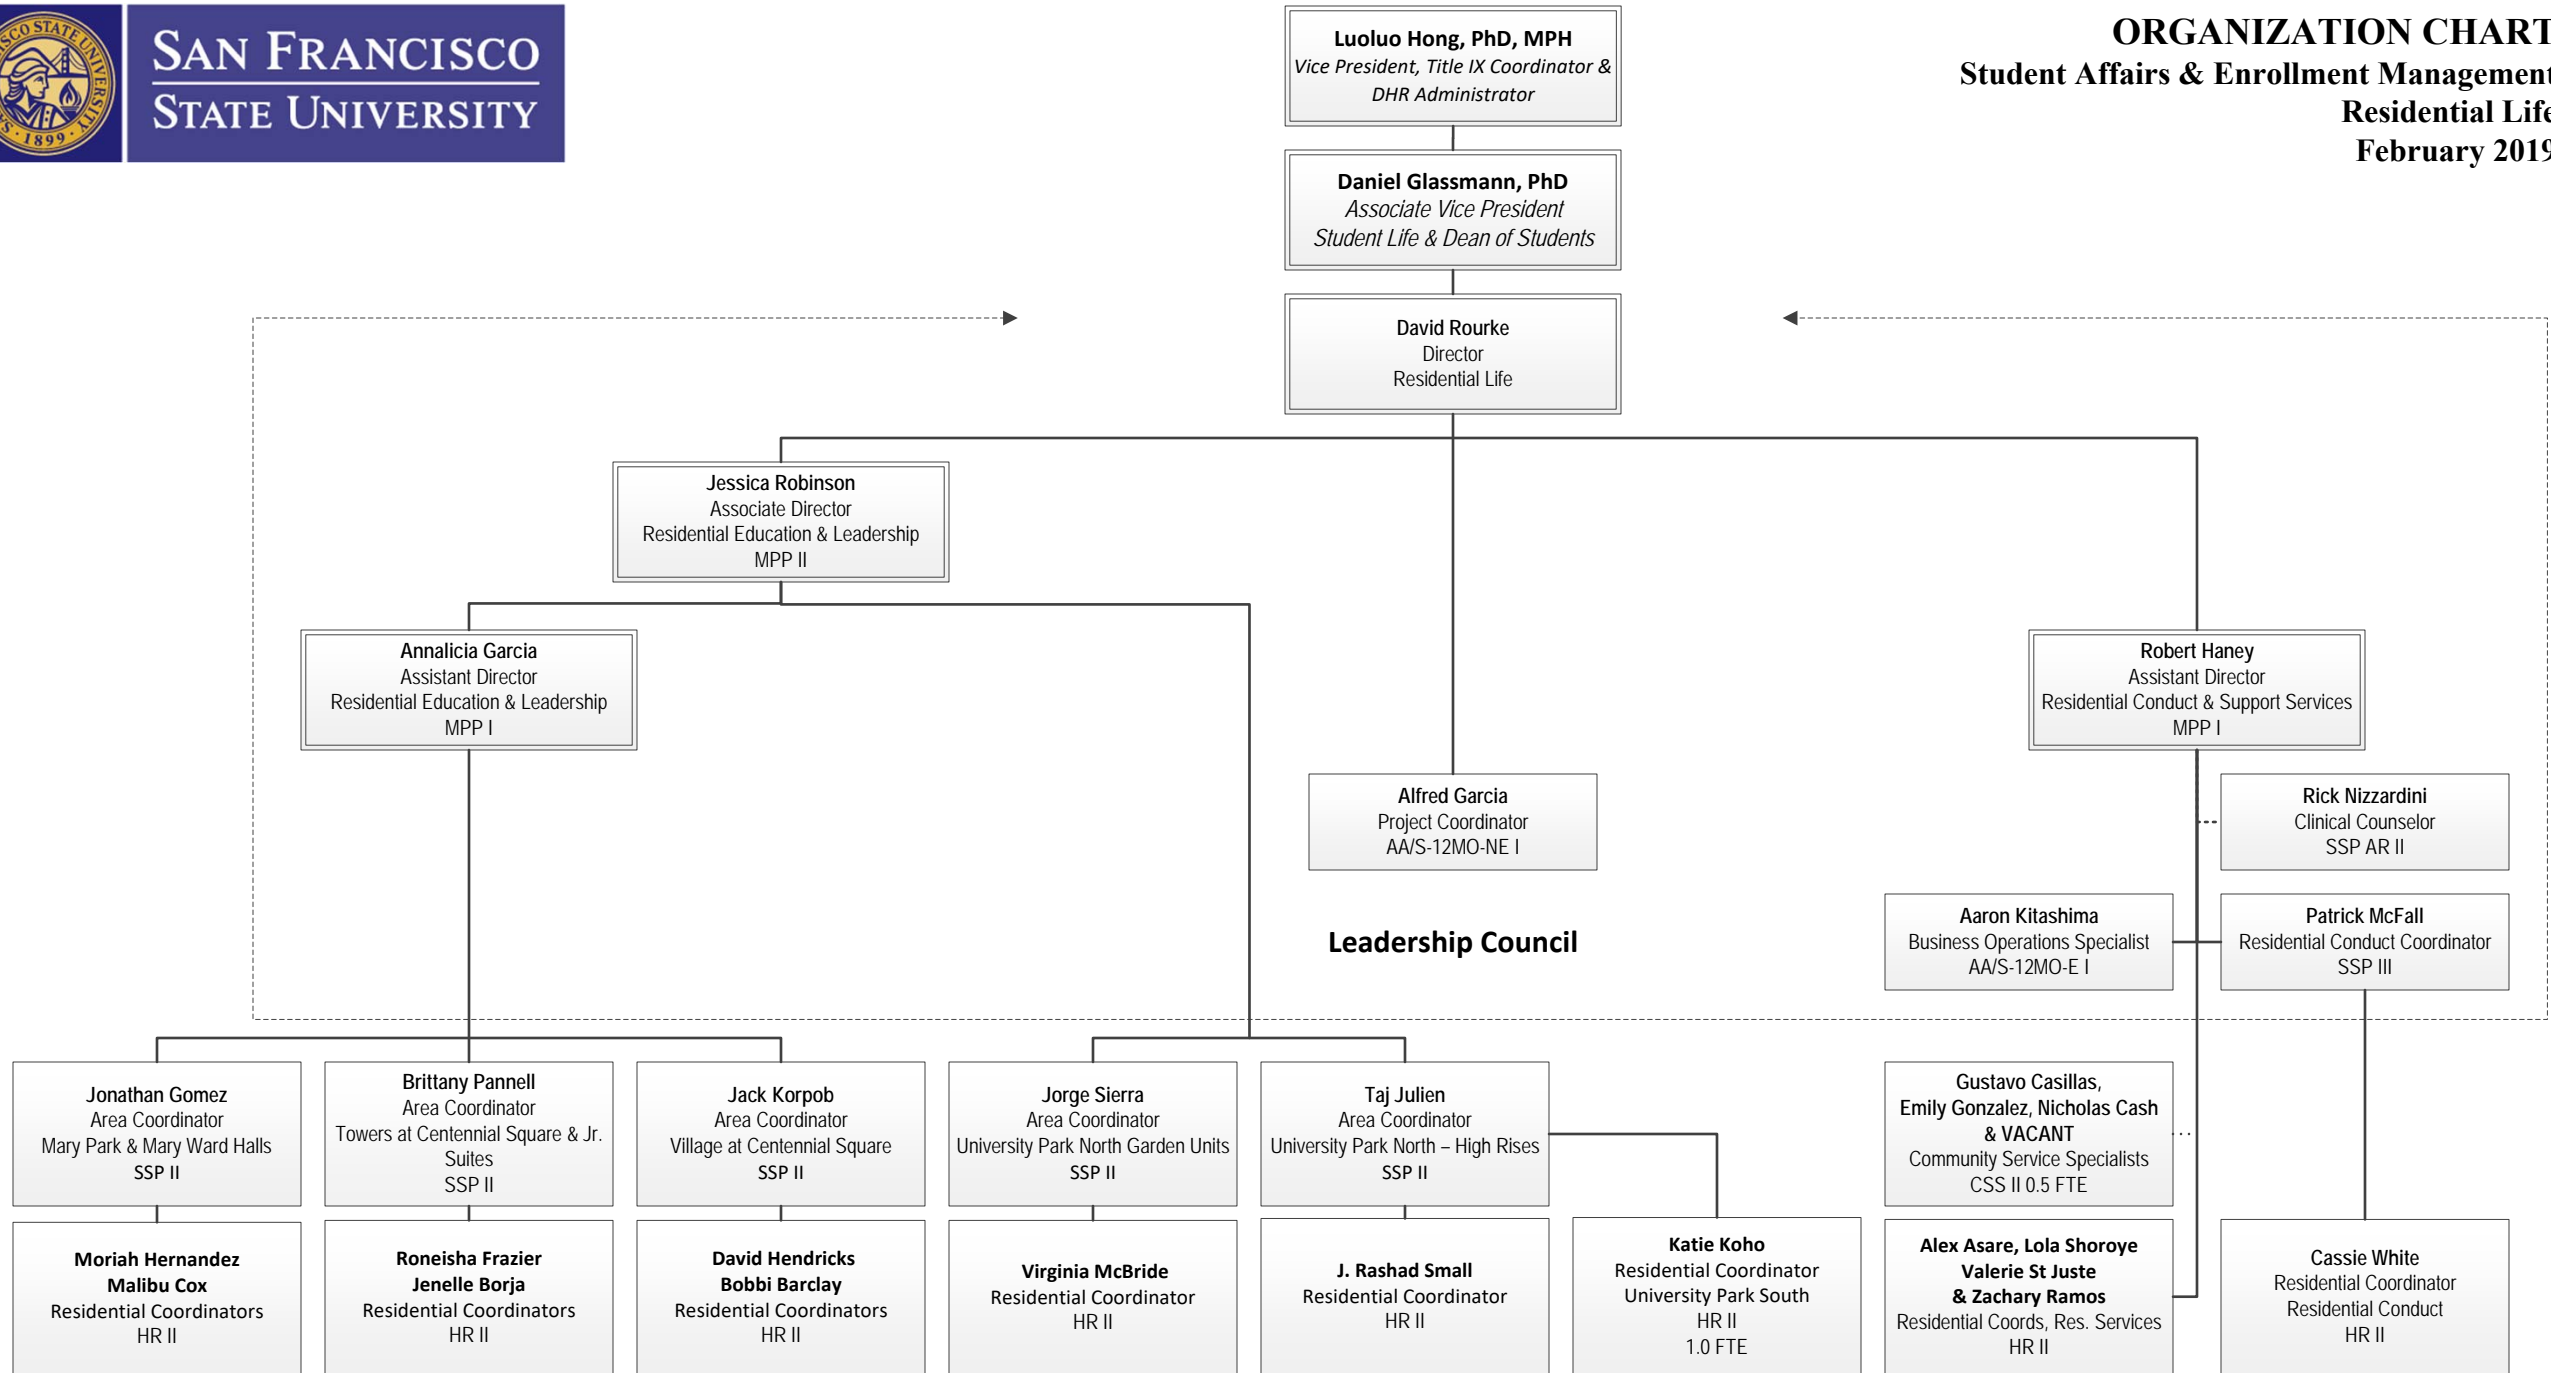 SAN FRANCISCO
STATE UNIVERSITY
1899
ORGANIZATION CHART
Student Affairs & Enrollment Management
Residential Life
February 2019
Luoluo Hong, PhD, MPH
Vice President, Title IX Coordinator &
DHR Administrator
Daniel Glassmann, PhD
Associate Vice President
Student Life & Dean of Students
David Rourke
Director
Residential Life
Jessica Robinson
Associate Director
Residential Education & Leadership
MPP II
Annalicia Garcia
Assistant Director
Residential Education & Leadership
MPP I
Robert Haney
Assistant Director
Residential Conduct & Support Services
MPP I
Alfred Garcia
Project Coordinator
AA/S-12MO-NE I
Rick Nizzardini
Clinical Counselor
SSP AR II
Leadership Council
Aaron Kitashima
Business Operations Specialist
AA/S-12MO-E I
Patrick McFall
Residential Conduct Coordinator
SSP III
Jonathan Gomez
Area Coordinator
Mary Park & Mary Ward Halls
SSP II
Brittany Pannell
Area Coordinator
Towers at Centennial Square & Jr.
Suites
SSP II
Jack Korpob
Area Coordinator
Village at Centennial Square
SSP II
Jorge Sierra
Area Coordinator
University Park North Garden Units
SSP II
Taj Julien
Area Coordinator
University Park North – High Rises
SSP II
Gustavo Casillas,
Emily Gonzalez, Nicholas Cash
& VACANT
Community Service Specialists
CSS II 0.5 FTE
Moriah Hernandez
Malibu Cox
Residential Coordinators
HR II
Roneisha Frazier
Jenelle Borja
Residential Coordinators
HR II
David Hendricks
Bobbi Barclay
Residential Coordinators
HR II
Virginia McBride
Residential Coordinator
HR II
J. Rashad Small
Residential Coordinator
HR II
Katie Koho
Residential Coordinator
University Park South
HR II
1.0 FTE
Alex Asare, Lola Shoroye
Valerie St Juste
& Zachary Ramos
Residential Coords, Res. Services
HR II
Cassie White
Residential Coordinator
Residential Conduct
HR II